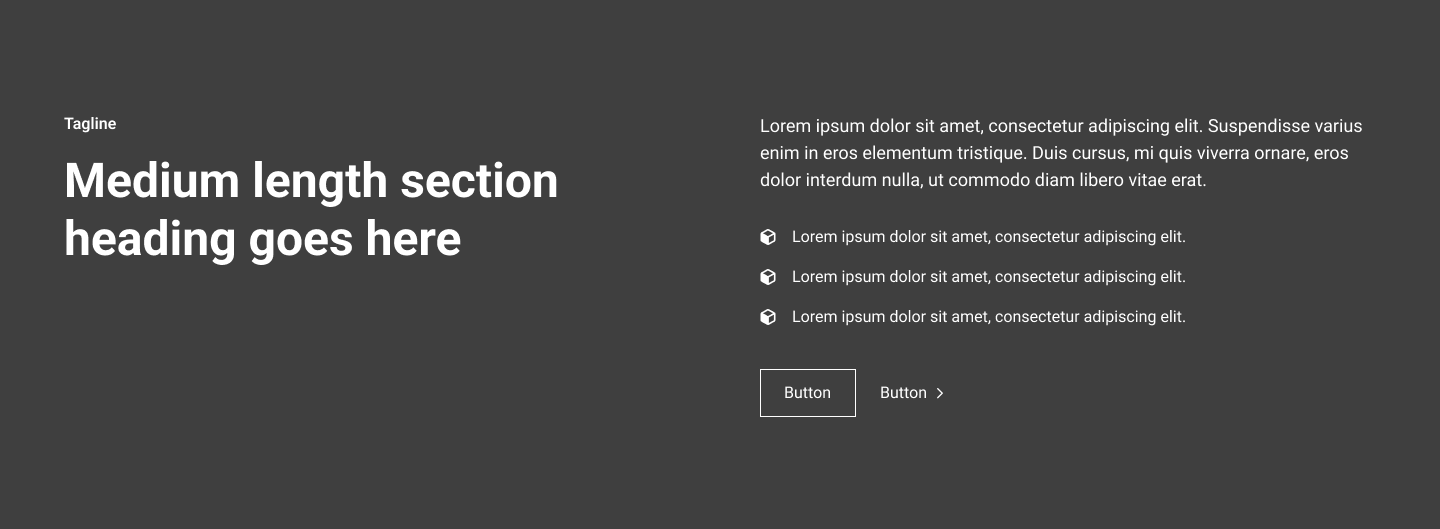 Tagline
Medium length section
heading goes here
Lorem ipsum dolor sit amet, consectetur adipiscing elit. Suspendisse varius
enim in eros elementum tristique. Duis cursus, mi quis viverra ornare, eros
dolor interdum nulla, ut commodo diam libero vitae erat.
Lorem ipsum dolor sit amet, consectetur adipiscing elit.
Lorem ipsum dolor sit amet, consectetur adipiscing elit.
Lorem ipsum dolor sit amet, consectetur adipiscing elit.
Button
Button